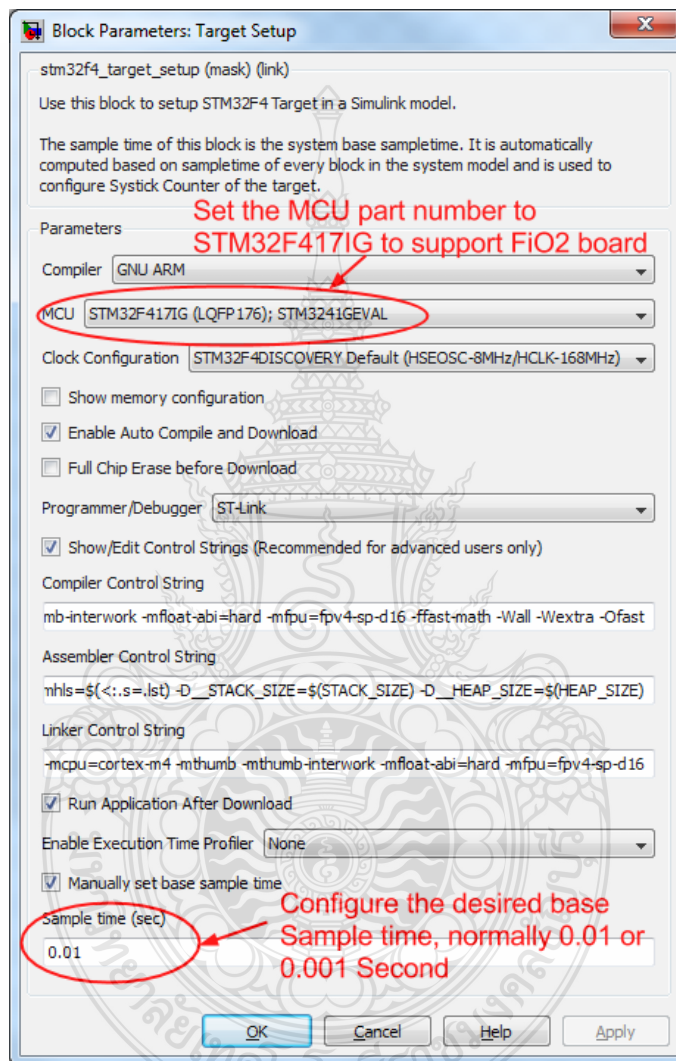 Block Parameters: Target Setup
stm32f4_target_setup (mask) (link)
Use this block to setup STM32F4 Target in a Simulink model.
The sample time of this block is the system base sampletime. It is automatically
computed based on sampletime of every block in the system model and is used to
configure Systick Counter of the target.
Set the MCU part number to
STM32F417IG to support FiO2 board
Parameters
Compiler GNU ARM
MCU STM32F417IG (LQFP176); STM3241GEVAL
Clock Configuration STM32F4DISCOVERY Default (HSEOSC-8MHz/HCLK-168MHz)
Show memory configuration
Enable Auto Compile and Download
Full Chip Erase before Download
Programmer/Debugger ST-Link
Show/Edit Control Strings (Recommended for advanced users only)
Compiler Control String
mb-interwork -mfloat-abi=hard -mfpu=fpv4-sp-d16 -ffast-math -Wall -Wextra -Ofast
Assembler Control String
mhls=$(<:.s=.lst) -D__STACK_SIZE=$(STACK_SIZE) -D__HEAP_SIZE=$(HEAP_SIZE)
Linker Control String
-mcpu=cortex-m4 -mthumb -mthumb-interwork -mfloat-abi=hard -mfpu=fpv4-sp-d16
Run Application After Download
Enable Execution Time Profiler None
Manually set base sample time
Sample time (sec)
0.01
Configure the desired base
Sample time, normally 0.01 or
0.001 Second
OK Cancel Help Apply